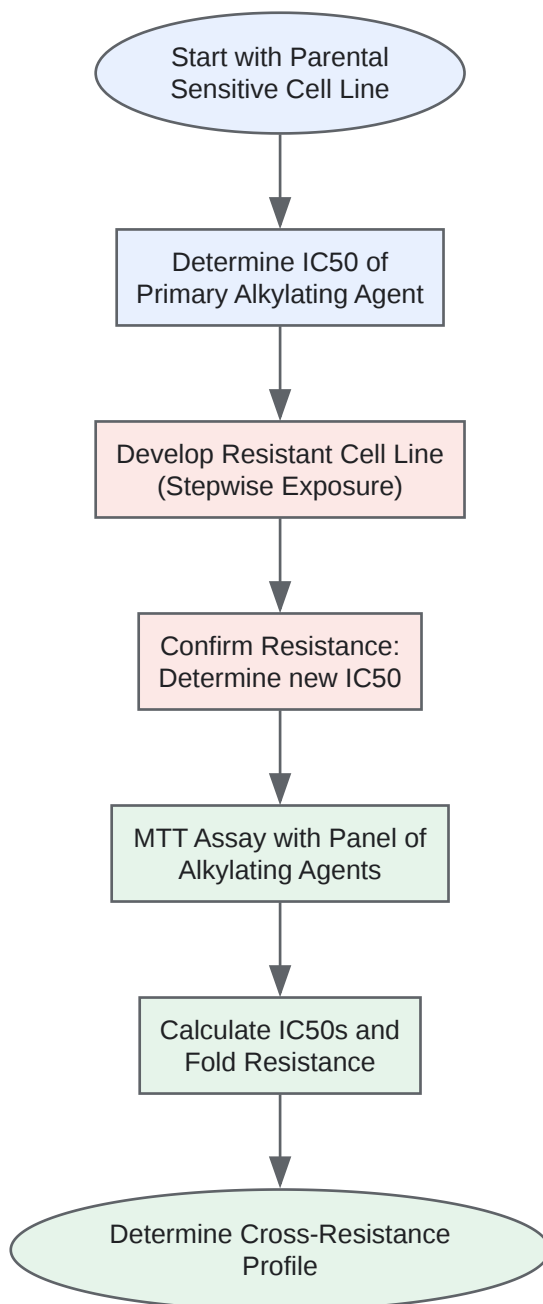 Start with Parental
Sensitive Cell Line
Determine IC50 of
Primary Alkylating Agent
Develop Resistant Cell Line
(Stepwise Exposure)
Confirm Resistance:
Determine new IC50
MTT Assay with Panel of
Alkylating Agents
Calculate IC50s and
Fold Resistance
Determine Cross-Resistance
Profile